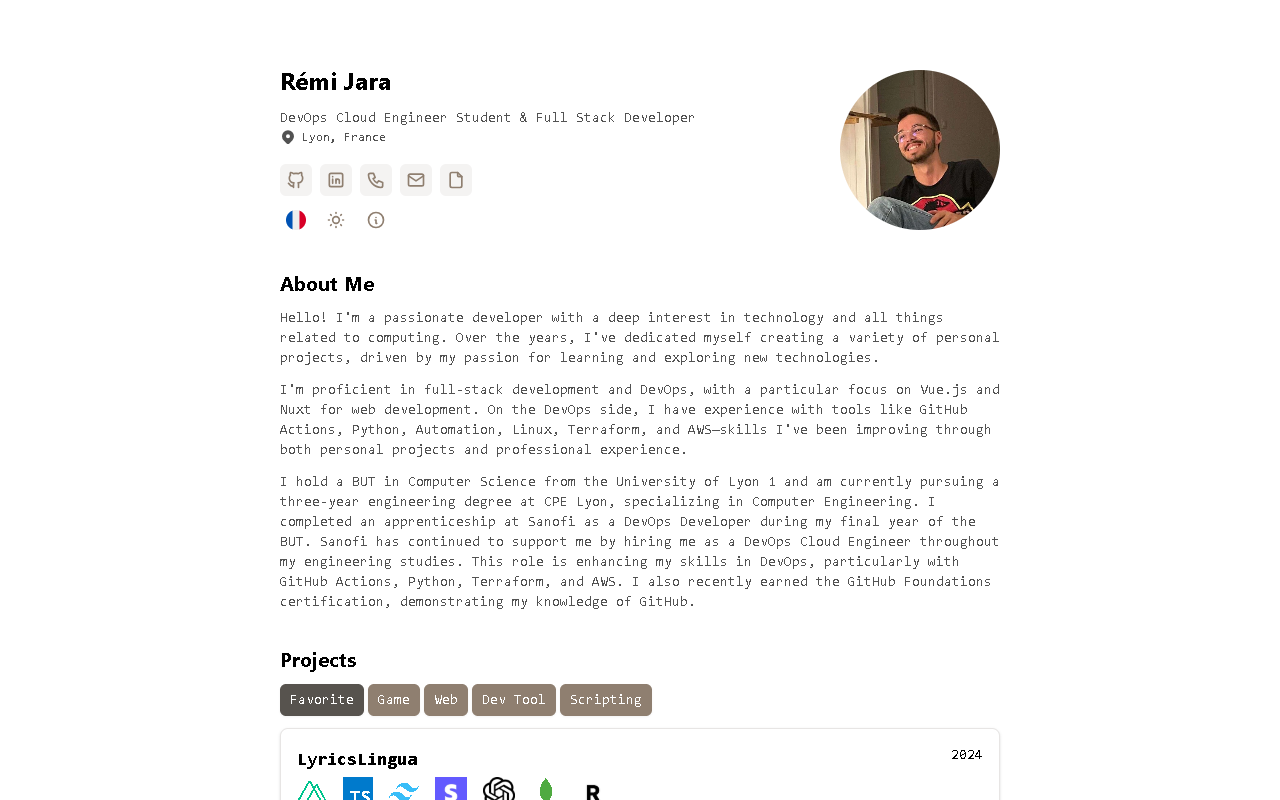 Rémi Jara
DevOps Cloud Engineer Student & Full Stack Developer
Lyon, France
in
About Me
Hello! I'm a passionate developer with a deep interest in technology and all things
related to computing. Over the years, I've dedicated myself creating a variety of personal
projects, driven by my passion for learning and exploring new technologies.
I'm proficient in full-stack development and DevOps, with a particular focus on Vue.js and
Nuxt for web development. On the DevOps side, I have experience with tools like GitHub
Actions, Python, Automation, Linux, Terraform, and AWS—skills I've been improving through
both personal projects and professional experience.
I hold a BUT in Computer Science from the University of Lyon 1 and am currently pursuing a
three-year engineering degree at CPE Lyon, specializing in Computer Engineering. I
completed an apprenticeship at Sanofi as a DevOps Developer during my final year of the
BUT. Sanofi has continued to support me by hiring me as a DevOps Cloud Engineer throughout
my engineering studies. This role is enhancing my skills in DevOps, particularly with
GitHub Actions, Python, Terraform, and AWS. I also recently earned the GitHub Foundations
certification, demonstrating my knowledge of GitHub.
Projects
Favorite Game Web Dev Tool Scripting
LyricsLingua 2024
TS S R